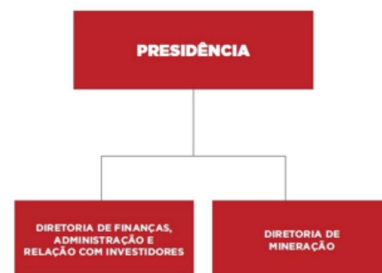 PRESIDÊNCIA
DIRETORIA DE FINANÇAS,
ADMINISTRAÇÃO E
RELAÇÃO COM INVESTIDORES
DIRETORIA DE
MINERAÇÃO